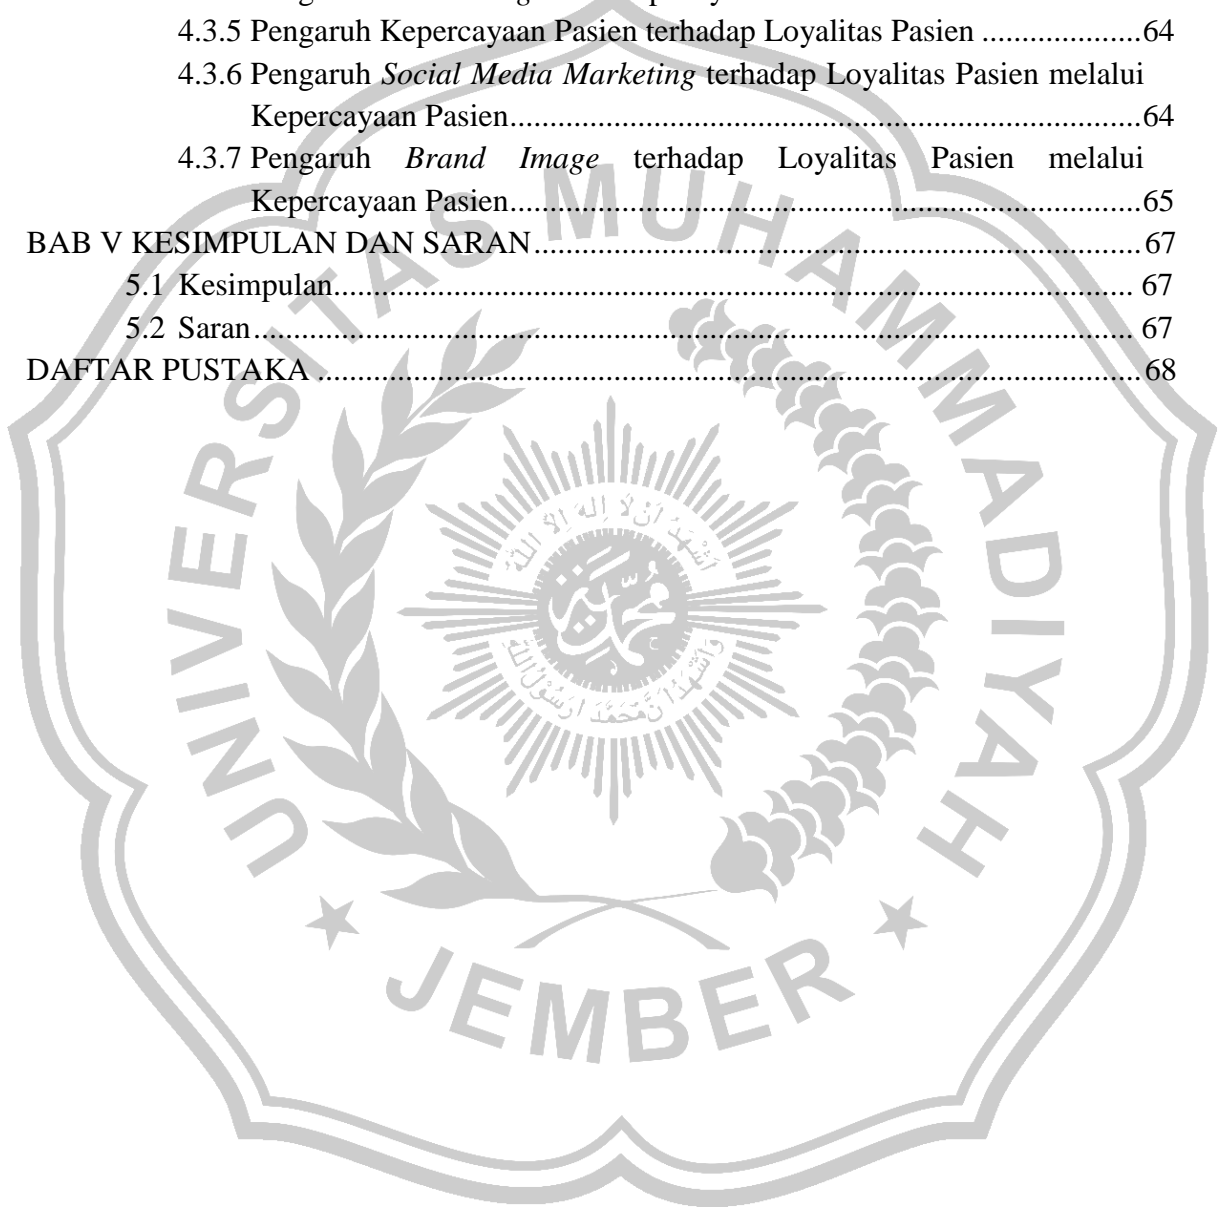 4.3.5 Pengaruh Kepercayaan Pasien terhadap Loyalitas Pasien ....................64
4.3.6 Pengaruh Social Media Marketing terhadap Loyalitas Pasien melalui
Kepercayaan Pasien...............................................................................64
4.3.7 Pengaruh Brand Image terhadap Loyalitas Pasien melalui
Kepercayaan Pasien...............................................................................65
BAB V KESIMPULAN DAN SARAN............................................................................67
5.1 Kesimpulan.................................................................................................... 67
5.2 Saran.............................................................................................................. 67
DAFTAR PUSTAKA .......................................................................................................68
UNIVERSITAS MUHAMMADIYAH
JEMBER